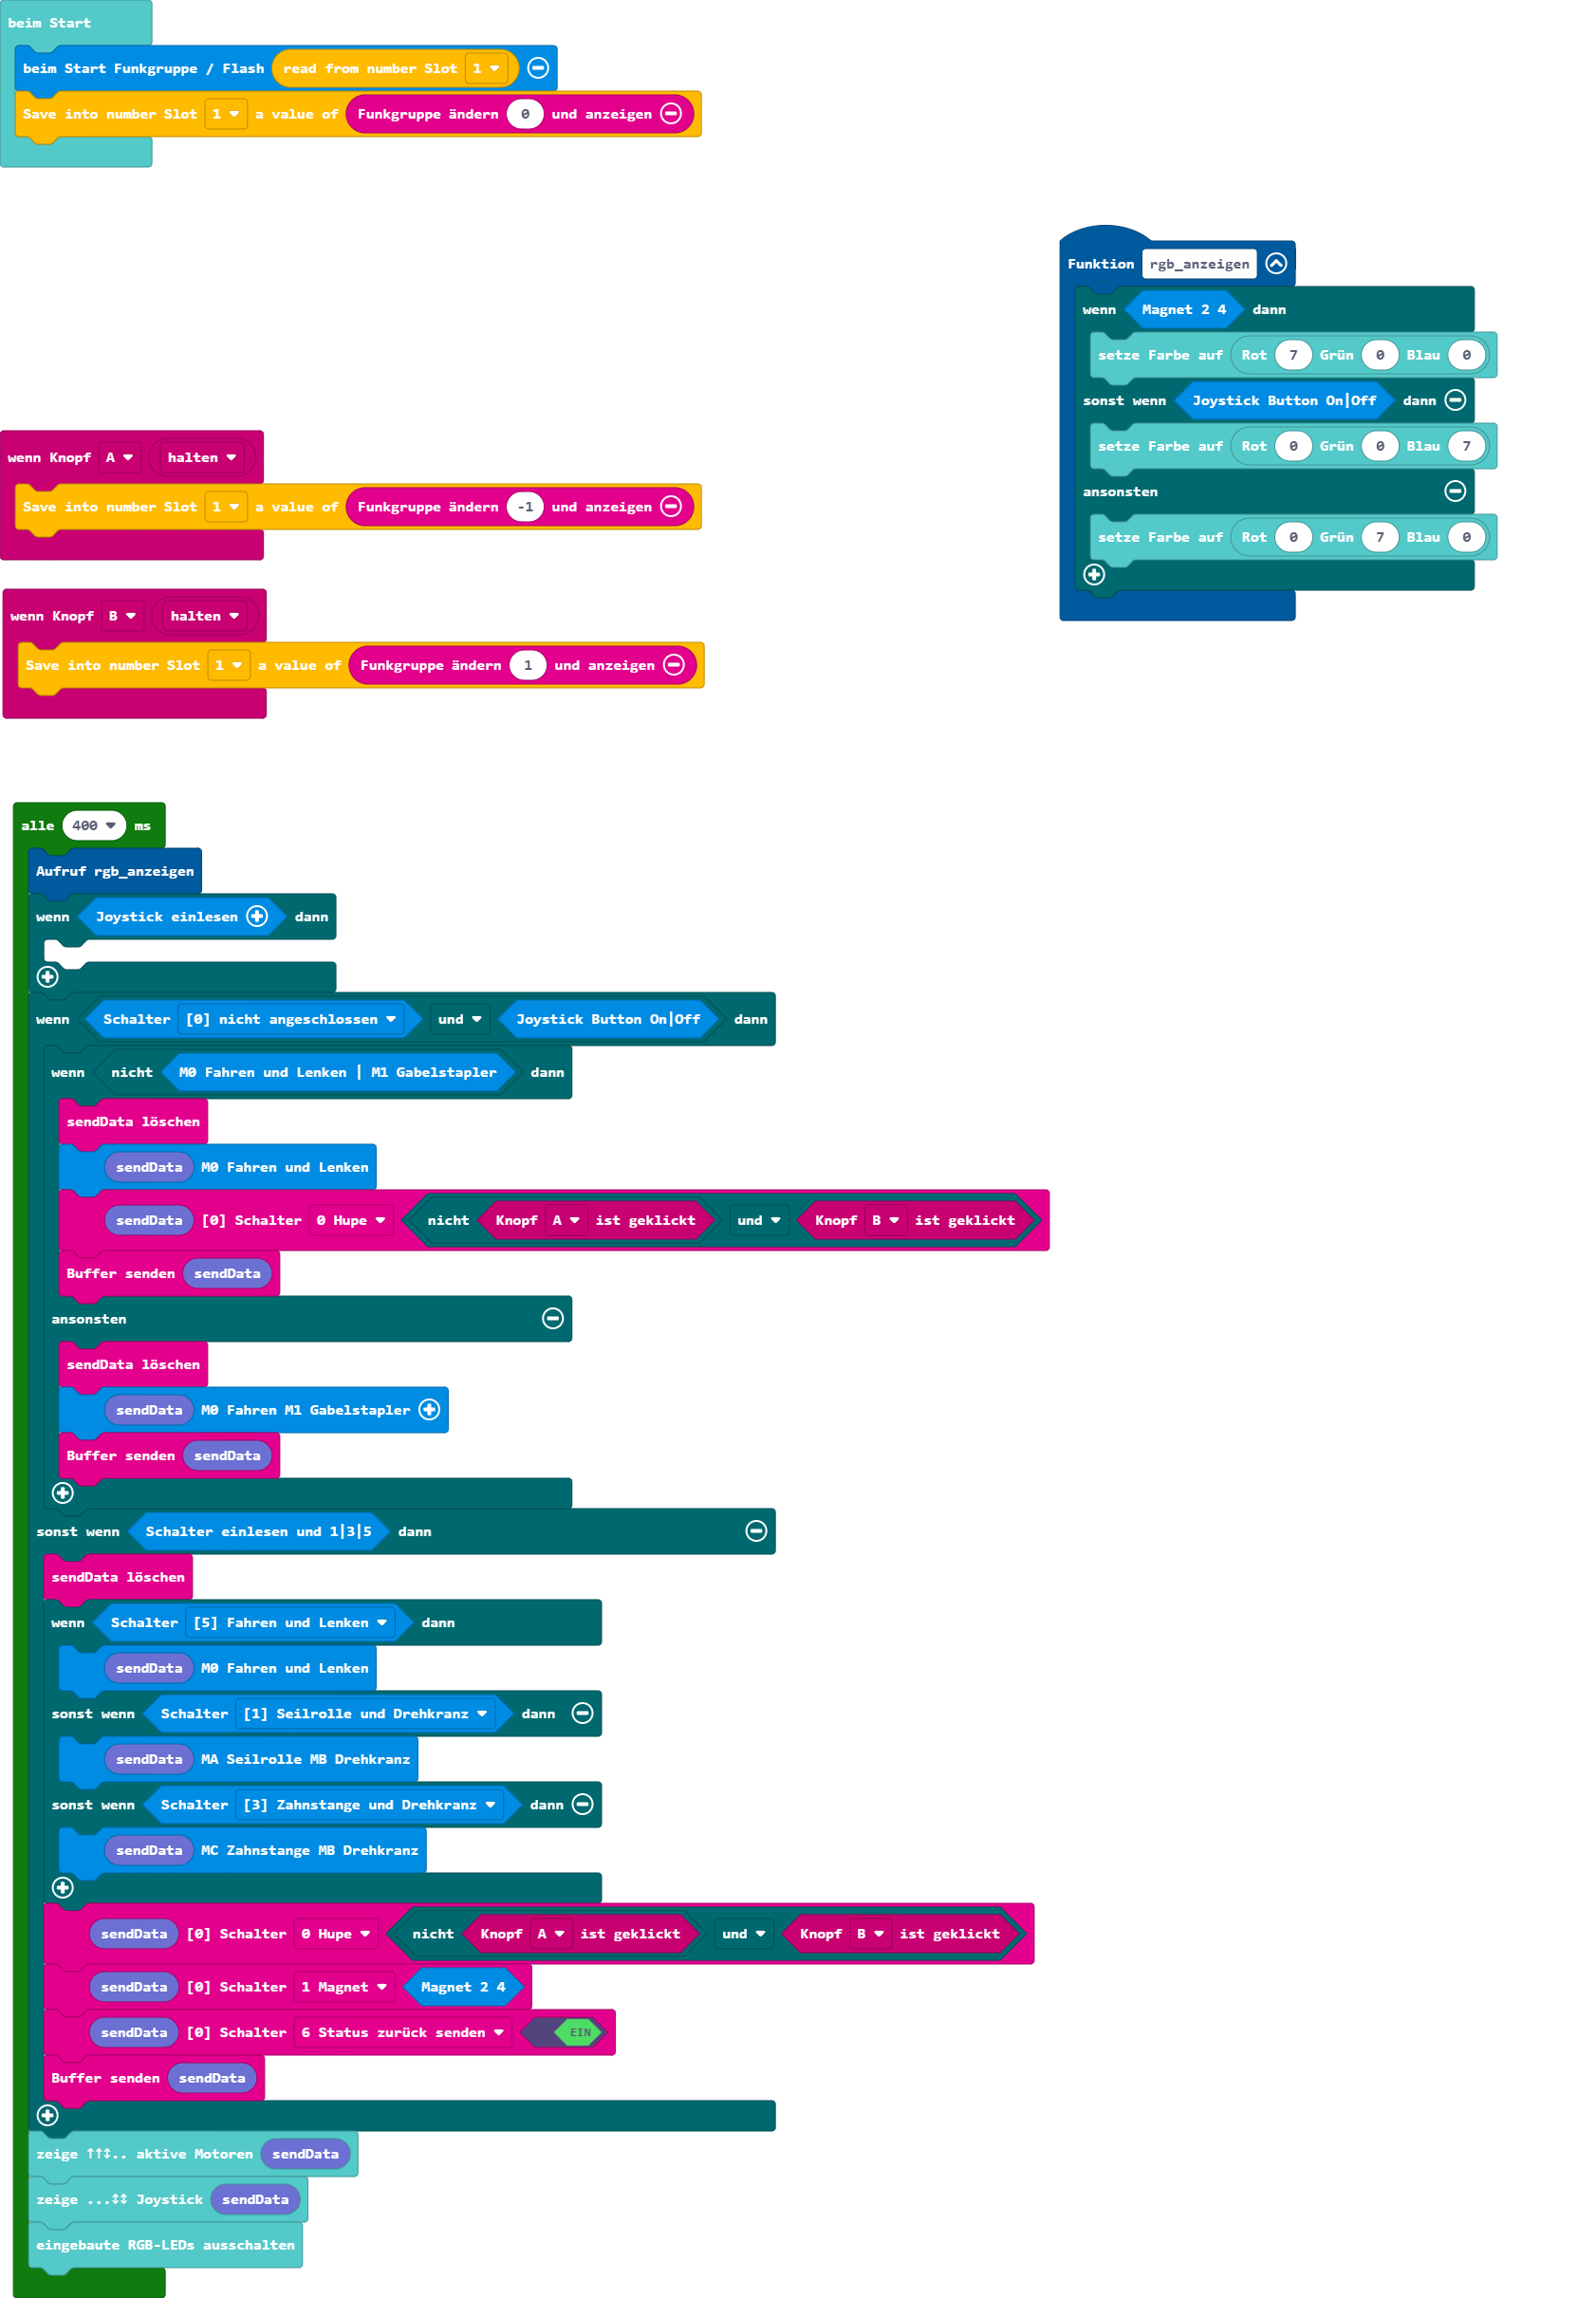 beim Start
beim Start Funkgruppe / Flash read from number Slot 1
Save into number Slot 1 a value of Funkgruppe ändern 0 und anzeigen
Funktion rgb_anzeigen
wenn Magnet 2 4 dann
setze Farbe auf Rot 7 Grün 0 Blau 0
sonst wenn Joystick Button On|Off dann
setze Farbe auf Rot 0 Grün 0 Blau 7
ansonsten
setze Farbe auf Rot 0 Grün 7 Blau 0
wenn Knopf A halten
Save into number Slot 1 a value of Funkgruppe ändern -1 und anzeigen
wenn Knopf B halten
Save into number Slot 1 a value of Funkgruppe ändern 1 und anzeigen
alle 400 ms
Aufruf rgb_anzeigen
wenn Joystick einlesen dann
wenn Schalter [0] nicht angeschlossen und Joystick Button On|Off dann
wenn nicht M0 Fahren und Lenken | M1 Gabelstapler dann
sendData löschen
sendData M0 Fahren und Lenken
sendData [0] Schalter 0 Hupe nicht Knopf A ist geklickt und Knopf B ist geklickt
Buffer senden sendData
ansonsten
sendData löschen
sendData M0 Fahren M1 Gabelstapler
Buffer senden sendData
sonst wenn Schalter einlesen und 1|3|5 dann
sendData löschen
wenn Schalter [5] Fahren und Lenken dann
sendData M0 Fahren und Lenken
sonst wenn Schalter [1] Seilrolle und Drehkranz dann
sendData MA Seilrolle MB Drehkranz
sonst wenn Schalter [3] Zahnstange und Drehkranz dann
sendData MC Zahnstange MB Drehkranz
sendData [0] Schalter 0 Hupe nicht Knopf A ist geklickt und Knopf B ist geklickt
sendData [0] Schalter 1 Magnet Magnet 2 4
sendData [0] Schalter 6 Status zurück senden EIN
Buffer senden sendData
zeige ↑↑↕.. aktive Motoren sendData
zeige ...↕↕ Joystick sendData
eingebaute RGB-LEDs ausschalten